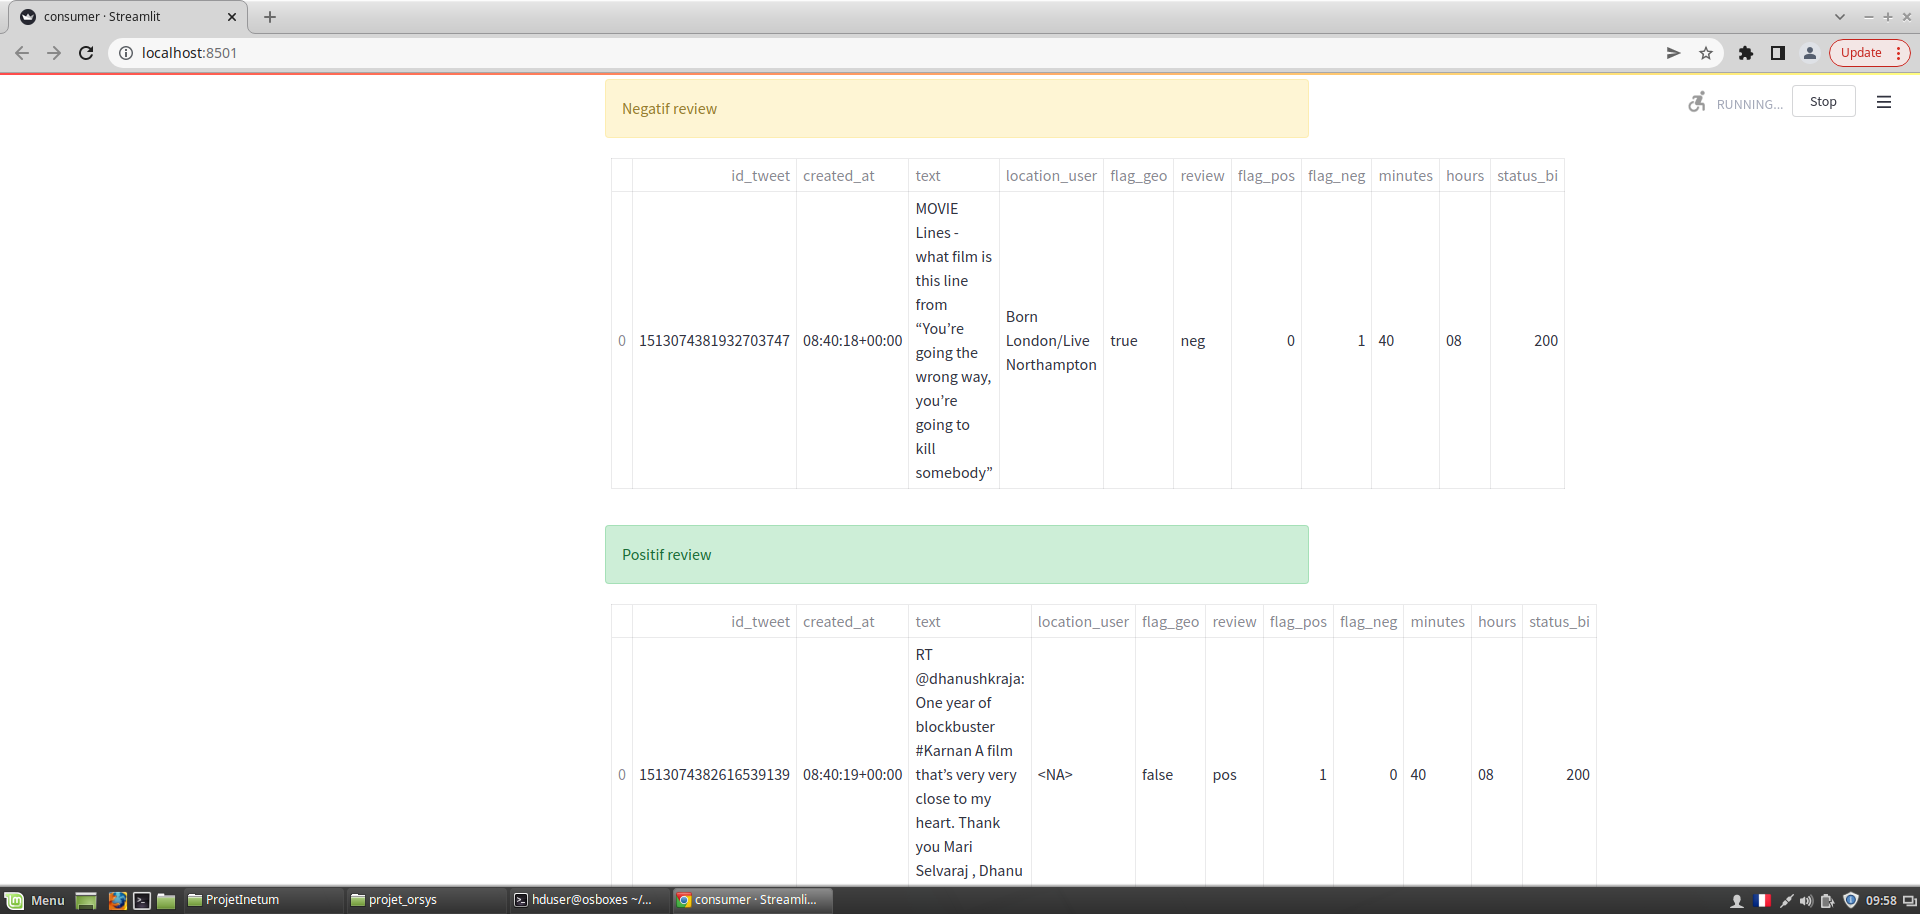 consumer · Streamlit
localhost:8501
Update
RUNNING...
Stop
Negatif review
id_tweet created_at text location_user flag_geo review flag_pos flag_neg minutes hours status_bi
0 1513074381932703747 08:40:18+00:00
MOVIE
Lines -
what film is
this line
from
“You’re
going the
wrong way,
you’re
going to
kill
somebody”
Born
London/Live
Northampton
true neg 0 1 40 08 200
Positif review
id_tweet created_at text location_user flag_geo review flag_pos flag_neg minutes hours status_bi
0 1513074382616539139 08:40:19+00:00
RT
@dhanushkraja:
One year of
blockbuster
#Karnan A film
that’s very very
close to my
heart. Thank
you Mari
Selvaraj , Dhanu
<NA> false pos 1 0 40 08 200
Menu
ProjetInetum
projet_orsys
hduser@osboxes ~/...
consumer · Streamli...
09:58